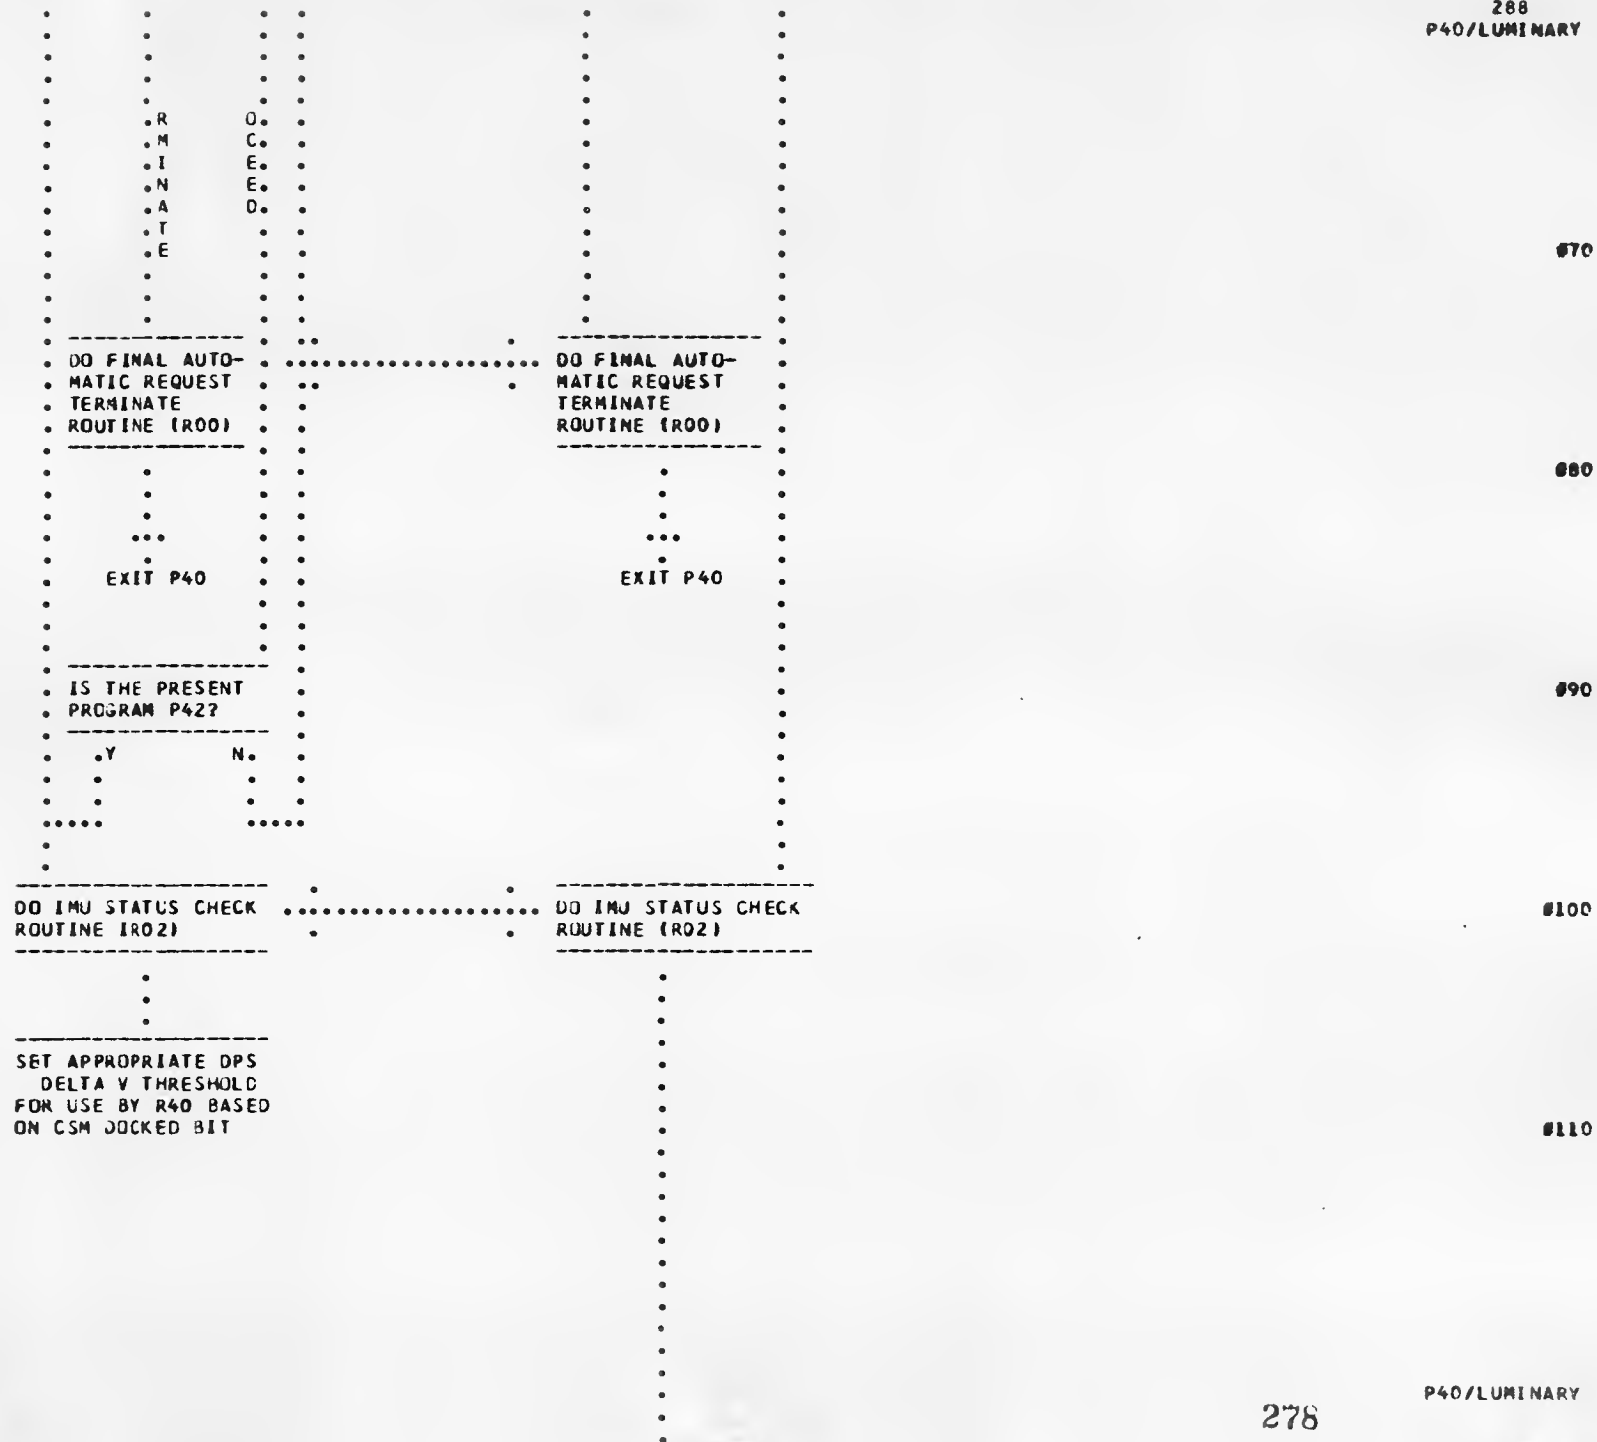 288
P40/LUMINARY
R O
M C
I E
N E
A D
T
E
#70
DO FINAL AUTO- DO FINAL AUTO-
MATIC REQUEST MATIC REQUEST
TERMINATE TERMINATE
ROUTINE (R00) ROUTINE (R00)
#80
EXIT P40 EXIT P40
IS THE PRESENT #90
PROGRAM P42?
Y N
DO IMU STATUS CHECK DO IMU STATUS CHECK #100
ROUTINE (R02) ROUTINE (R02)
SET APPROPRIATE DPS
DELTA V THRESHOLD
FOR USE BY R40 BASED
ON CSM DOCKED BIT #110
P40/LUMINARY
278